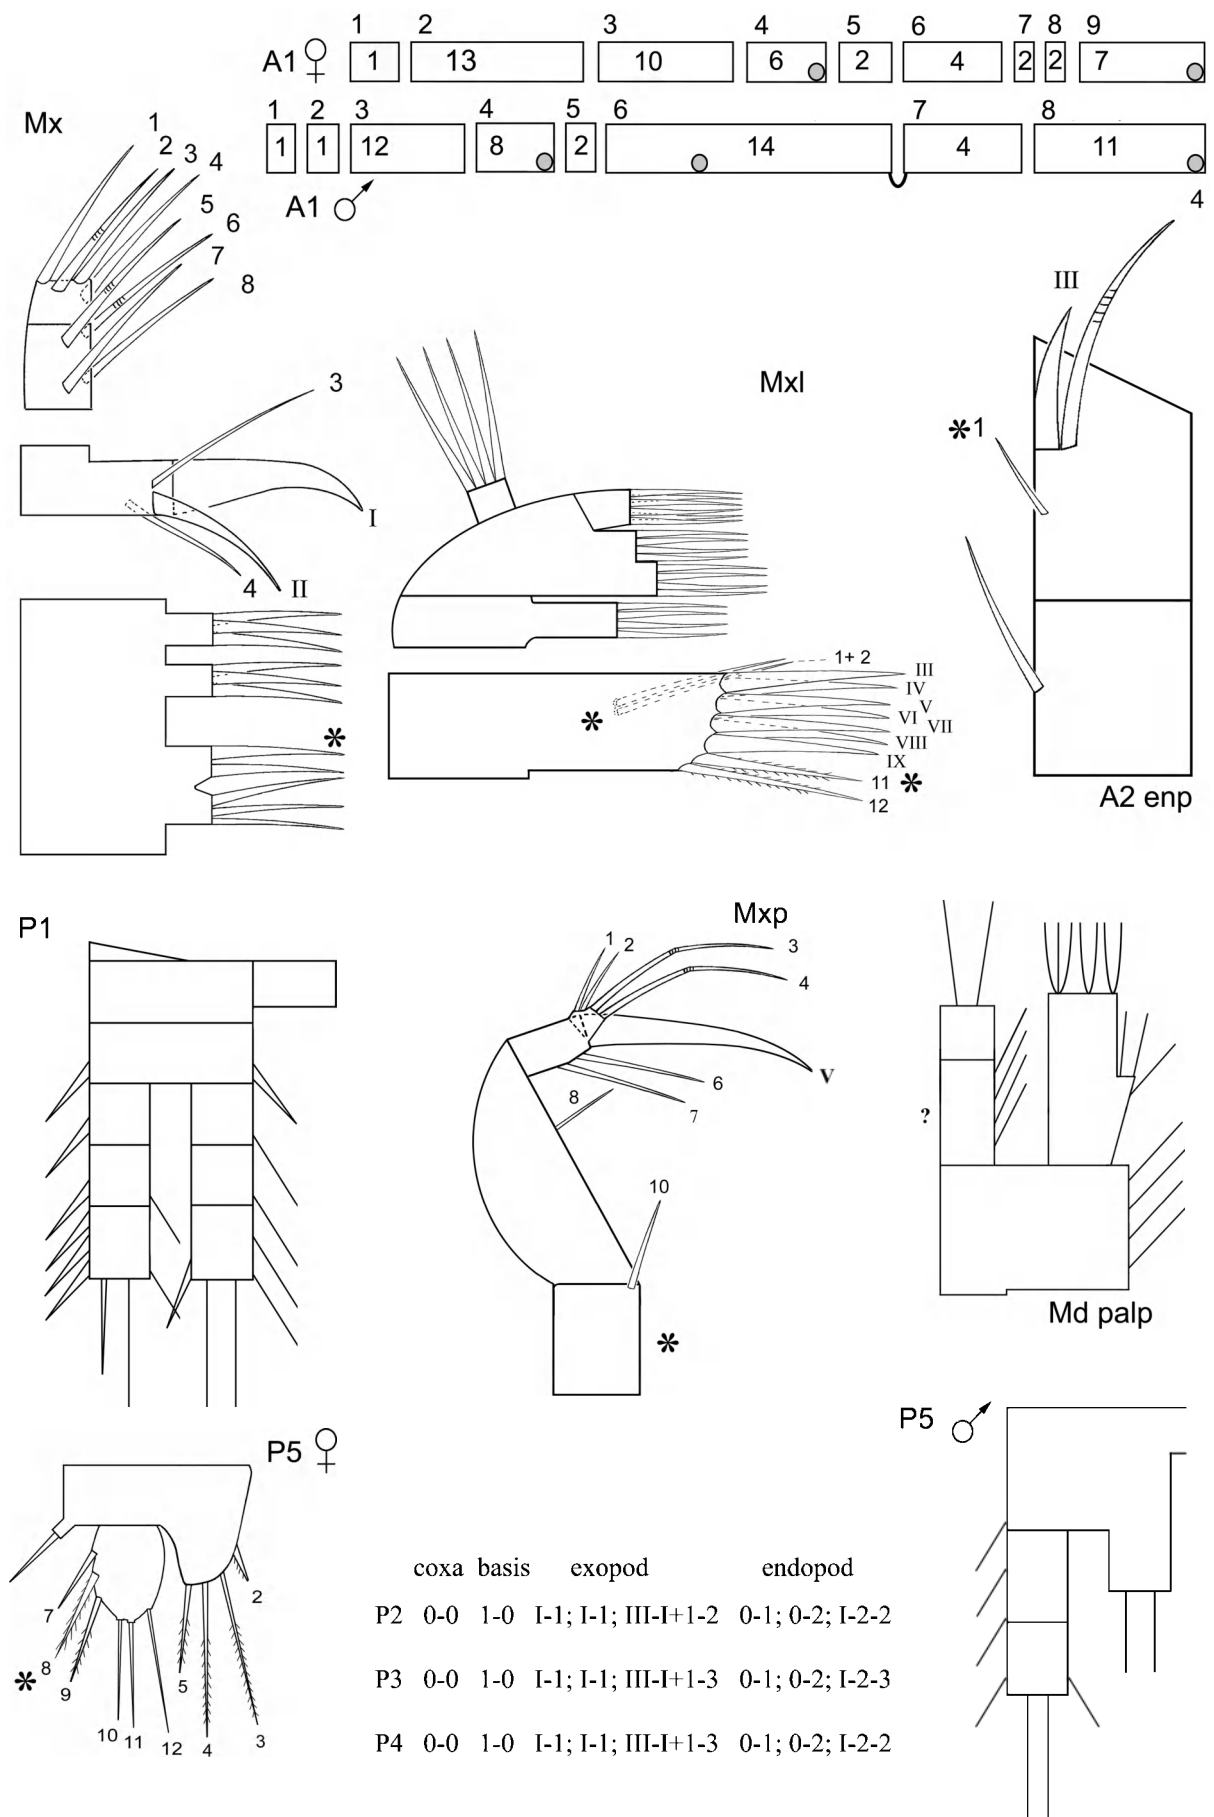 1 2 3 4 5 6 7 8 9
A1 ♀ 1 13 10 6 2 4 2 2 7
1 2 3 4 5 6 7 8
1 1 12 8 2 14 4 11
A1 ♂
Mx
1
2 3 4
5
6
7
8
3
I
4 II
*
Mxl
1+ 2
III
IV
V
VI VII
VIII
IX
*
11 *
12
4
III
* 1
A2 enp
P1
Mxp
1 2 3
4
V
6
7
8
10
*
?
Md palp
P5 ♀
2
7
* 8
9
5
10 11 12 4 3
P5 ♂
coxa basis exopod endopod
P2 0-0 1-0 I-1; I-1; III-I+1-2 0-1; 0-2; I-2-2
P3 0-0 1-0 I-1; I-1; III-I+1-3 0-1; 0-2; I-2-3
P4 0-0 1-0 I-1; I-1; III-I+1-3 0-1; 0-2; I-2-2